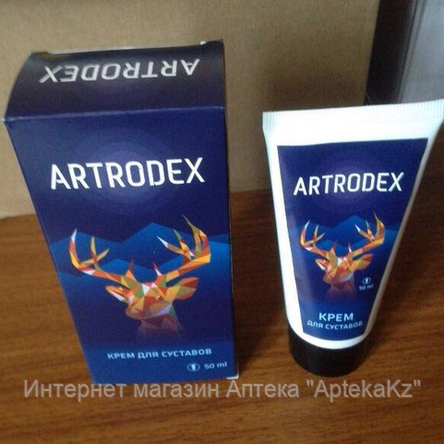 ARTRODEX
ARTRODEX
КРЕМ ДЛЯ СУСТАВОВ
50 ml
ARTRODEX
50 ml
КРЕМ
ДЛЯ СУСТАВОВ
Интернет магазин Аптека "AptekaKz"